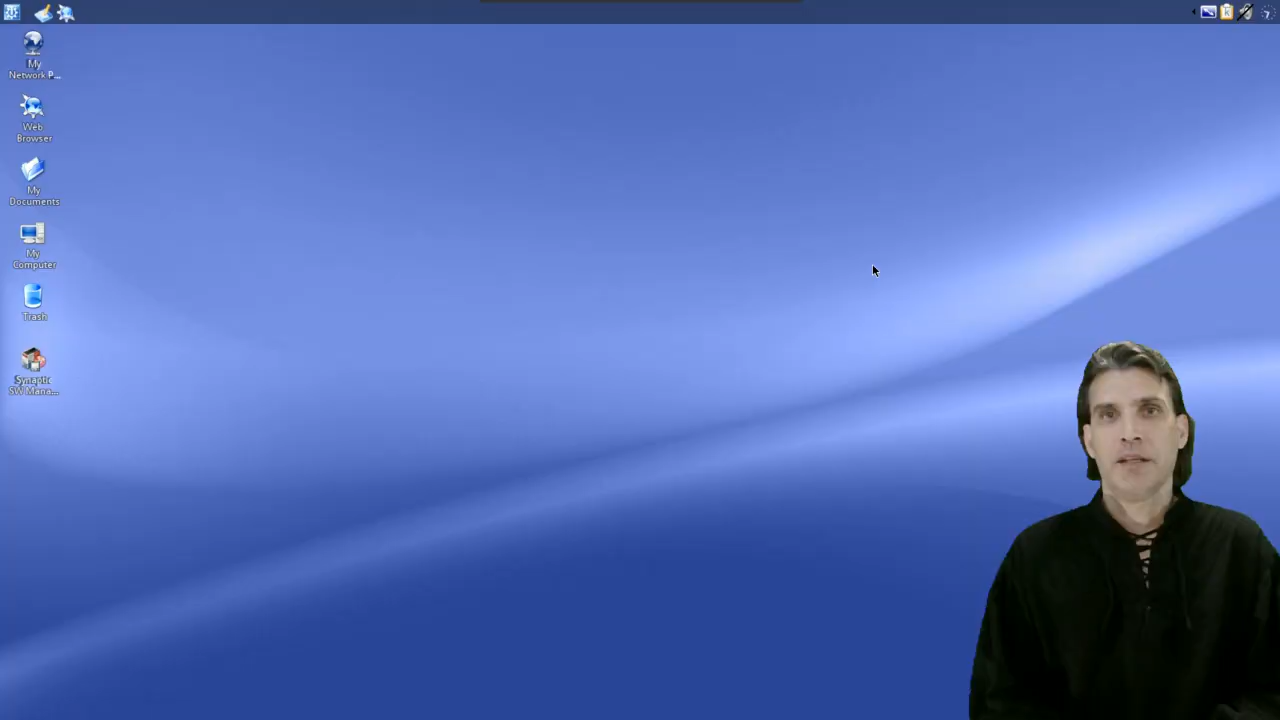 My
Network P...
Web
Browser
My
Documents
My
Computer
Trash
Synaptic
SW Mana...